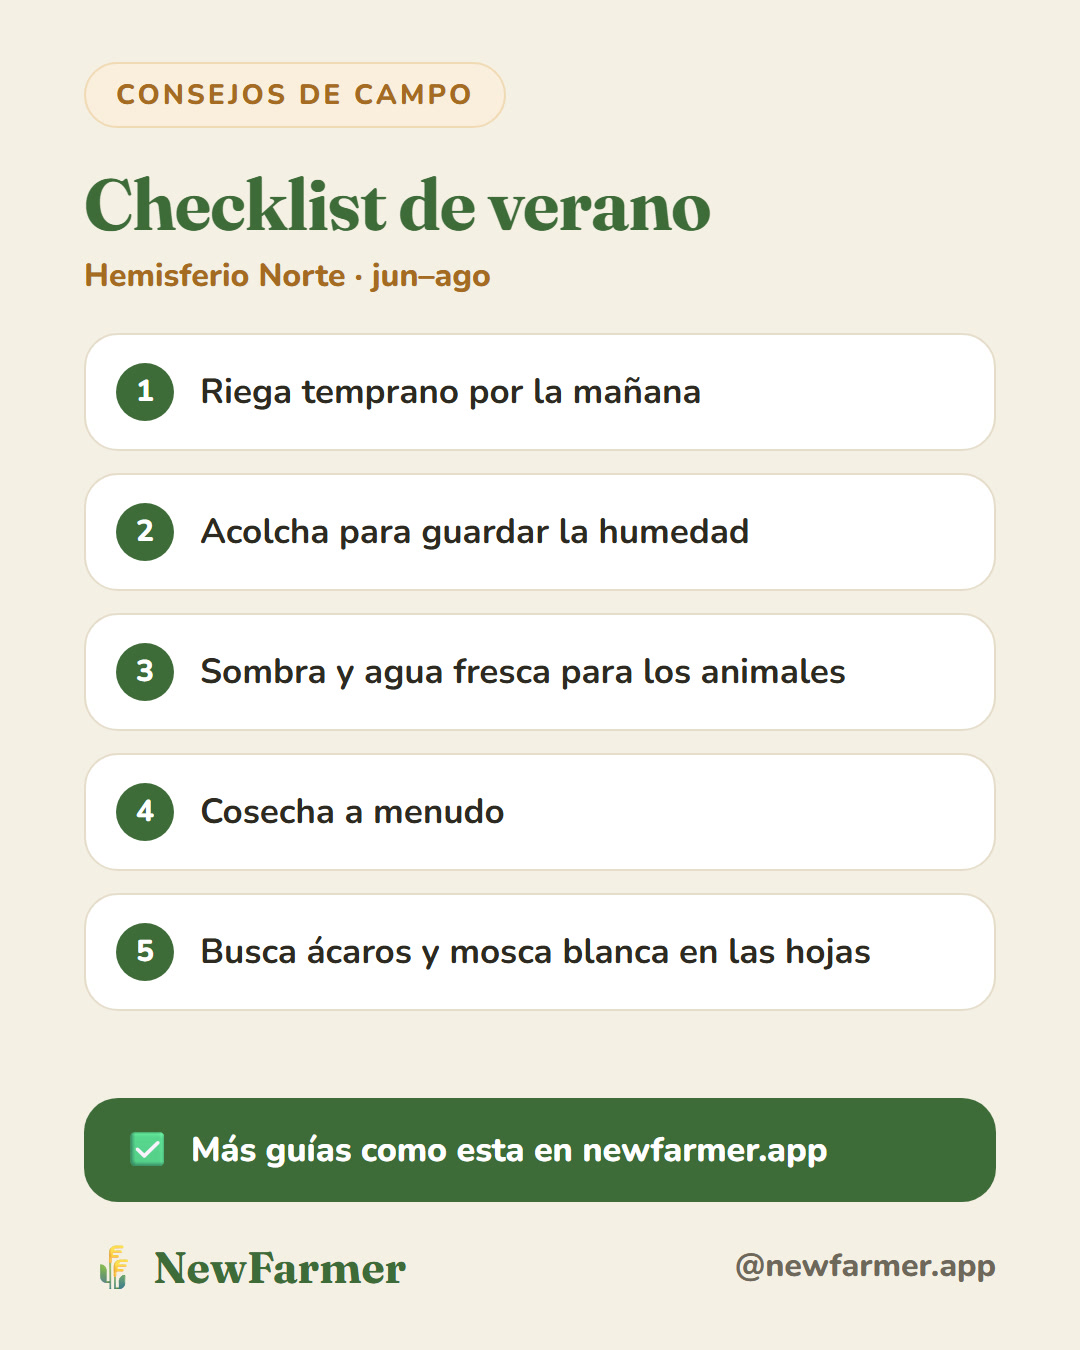 CONSEJOS DE CAMPO
Checklist de verano
Hemisferio Norte · jun–ago
1 Riega temprano por la mañana
2 Acolcha para guardar la humedad
3 Sombra y agua fresca para los animales
4 Cosecha a menudo
5 Busca ácaros y mosca blanca en las hojas
✅ Más guías como esta en newfarmer.app
NewFarmer
@newfarmer.app